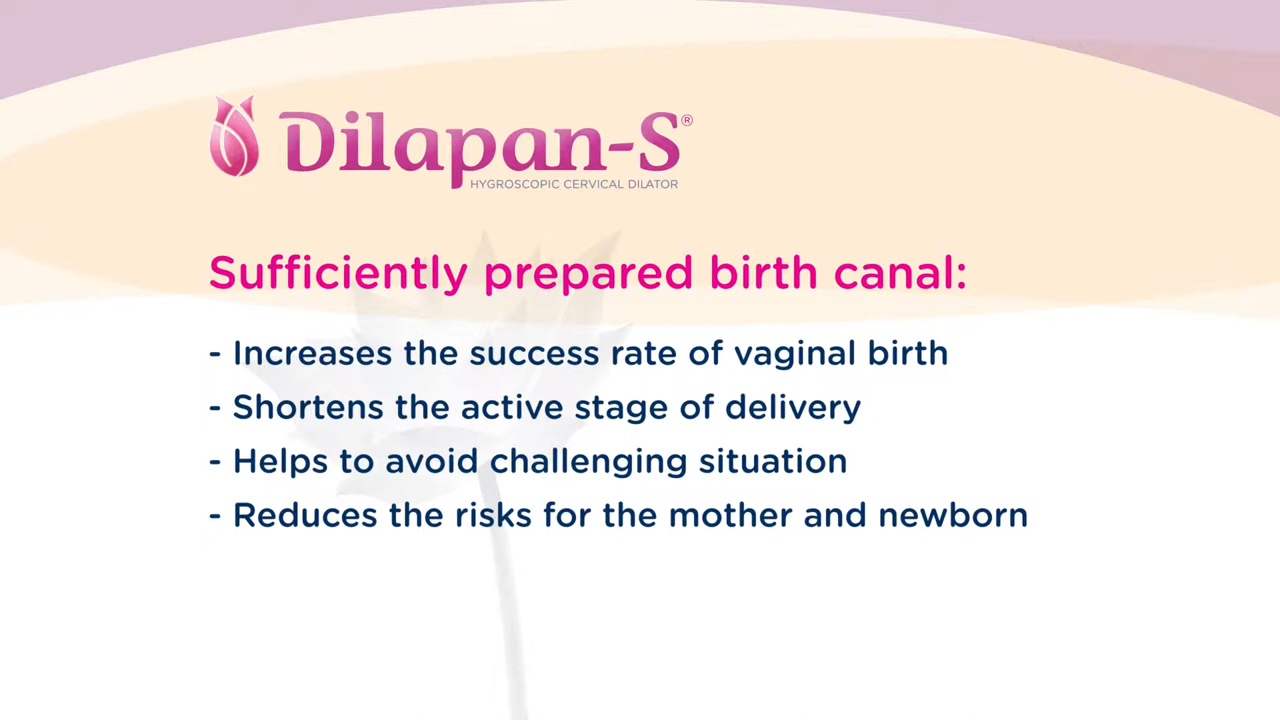 Dilapan-S®
HYGROSCOPIC CERVICAL DILATOR
Sufficiently prepared birth canal:
- Increases the success rate of vaginal birth
- Shortens the active stage of delivery
- Helps to avoid challenging situation
- Reduces the risks for the mother and newborn